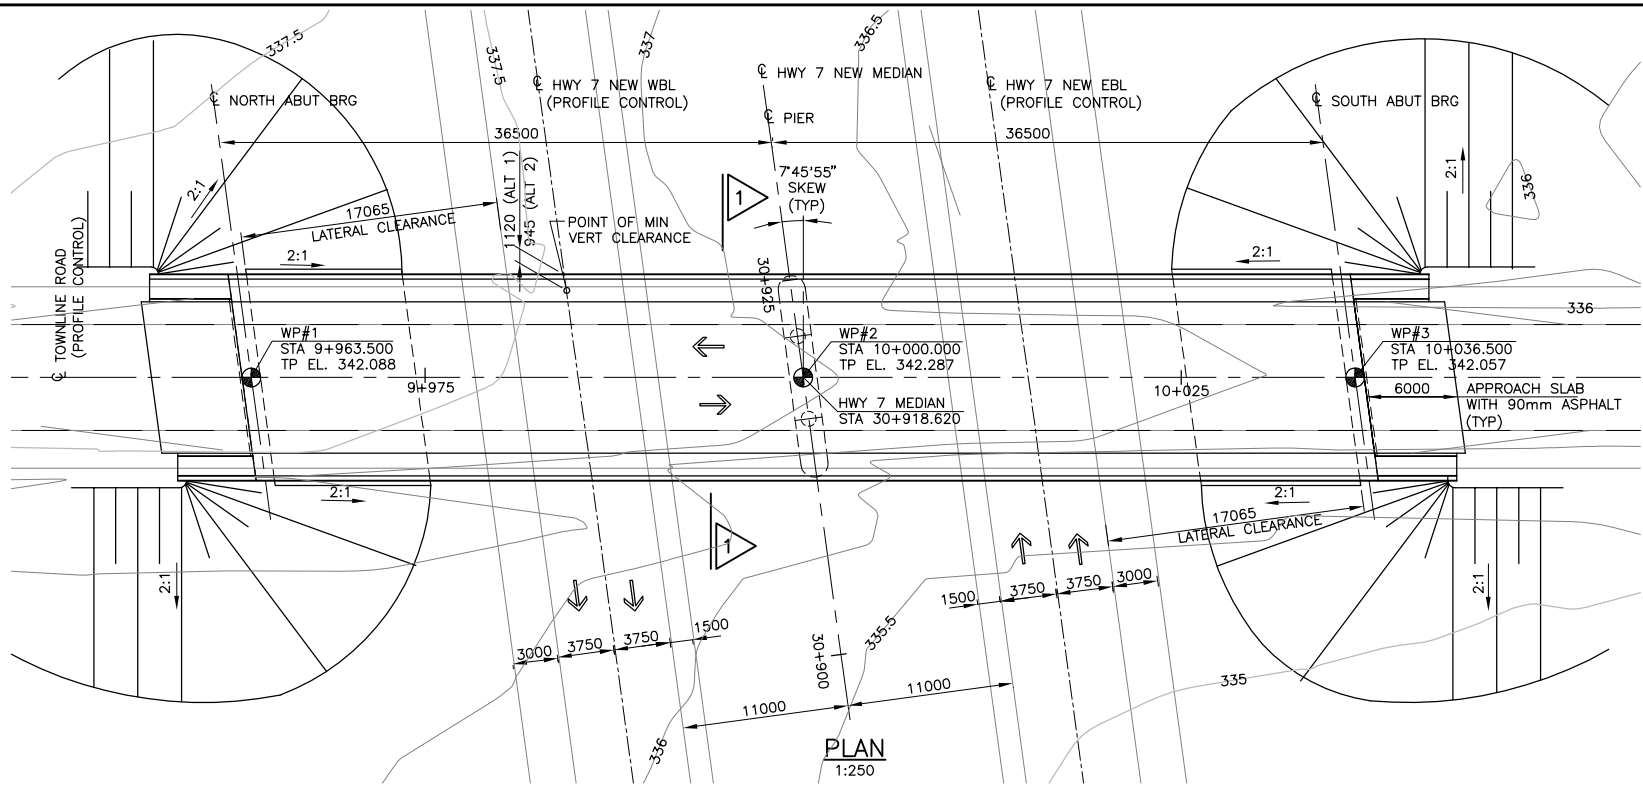 337.5
337.5
337
336.5
℄ HWY 7 NEW WBL
(PROFILE CONTROL)
℄ HWY 7 NEW MEDIAN
℄ HWY 7 NEW EBL
(PROFILE CONTROL)
℄ NORTH ABUT BRG
℄ PIER
℄ SOUTH ABUT BRG
36500
36500
1120 (ALT 1)
945 (ALT 2)
7°45'55"
SKEW
(TYP)
1
2:1
2:1
336
17065
LATERAL CLEARANCE
POINT OF MIN
VERT CLEARANCE
2:1
2:1
℄ TOWNLINE ROAD
(PROFILE CONTROL)
30+925
336
WP#1
STA 9+963.500
TP EL. 342.088
WP#2
STA 10+000.000
TP EL. 342.287
WP#3
STA 10+036.500
TP EL. 342.057
9+975
10+025
6000
APPROACH SLAB
WITH 90mm ASPHALT
(TYP)
HWY 7 MEDIAN
STA 30+918.620
2:1
2:1
17065
LATERAL CLEARANCE
1
2:1
2:1
1500
3750
3750
3000
3000
3750
3750
1500
335.5
30+900
11000
11000
335
336
PLAN
1:250